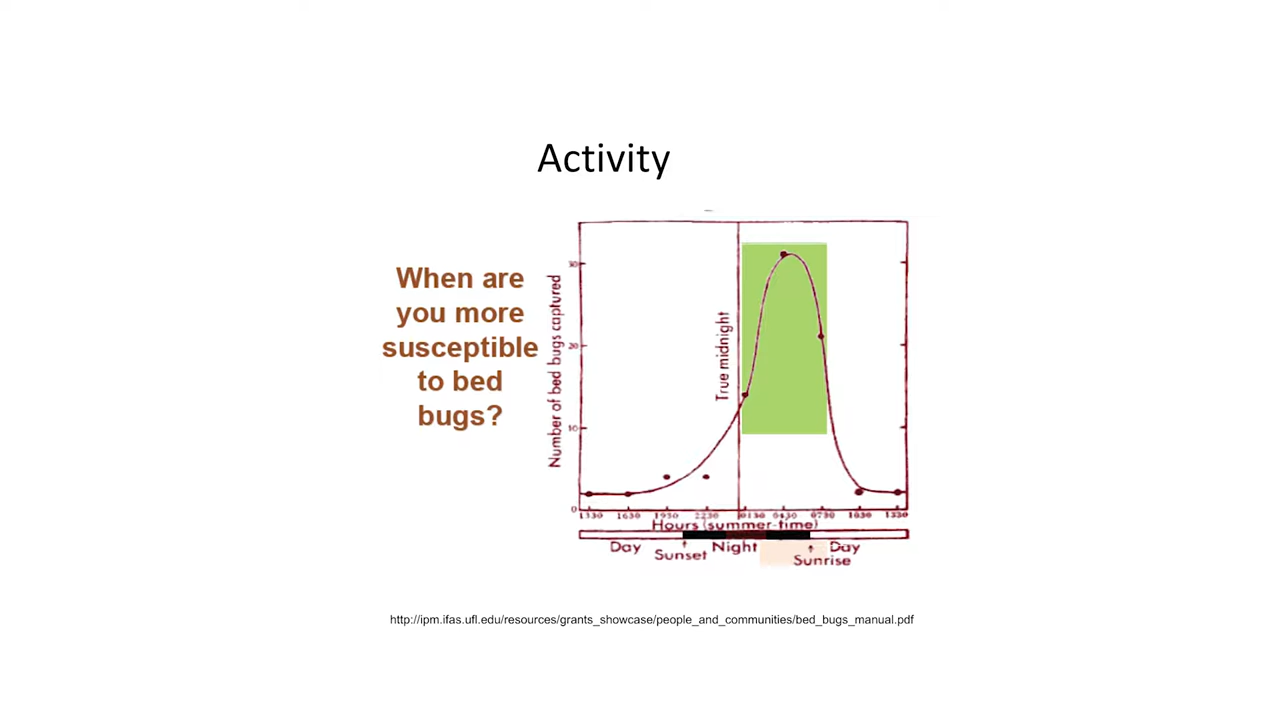 Activity
When are
you more
susceptible
to bed
bugs?
Number of bed bugs captured
30
20
10
0
True midnight
1330 1630 1930 2230 0130 0430 0730 1030 1330
Hours (summer-time)
Day Sunset Night Sunrise Day
http://ipm.ifas.ufl.edu/resources/grants_showcase/people_and_communities/bed_bugs_manual.pdf